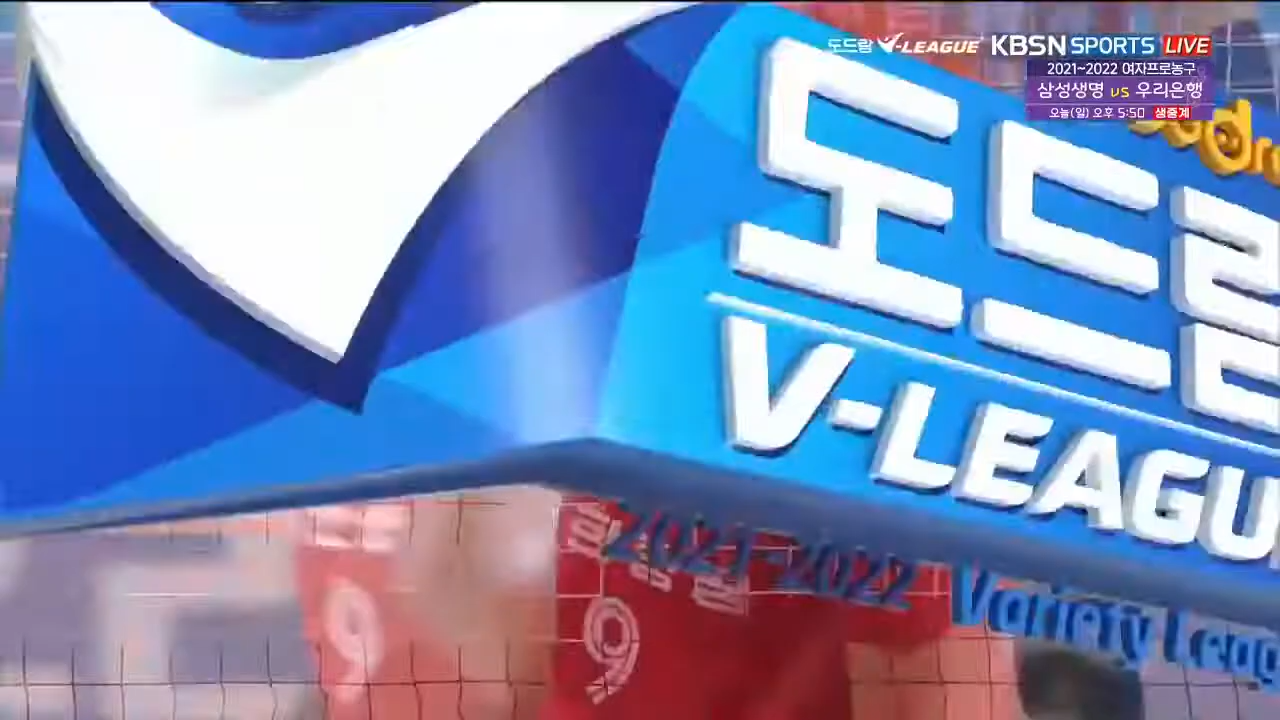 도드람 V-LEAGUE KBSN SPORTS LIVE
2021~2022 여자프로농구
삼성생명 vs 우리은행
오늘(일) 오후 5:50 생중계
도드람
V-LEAGU
2021-2022 Variety Leag
9
9